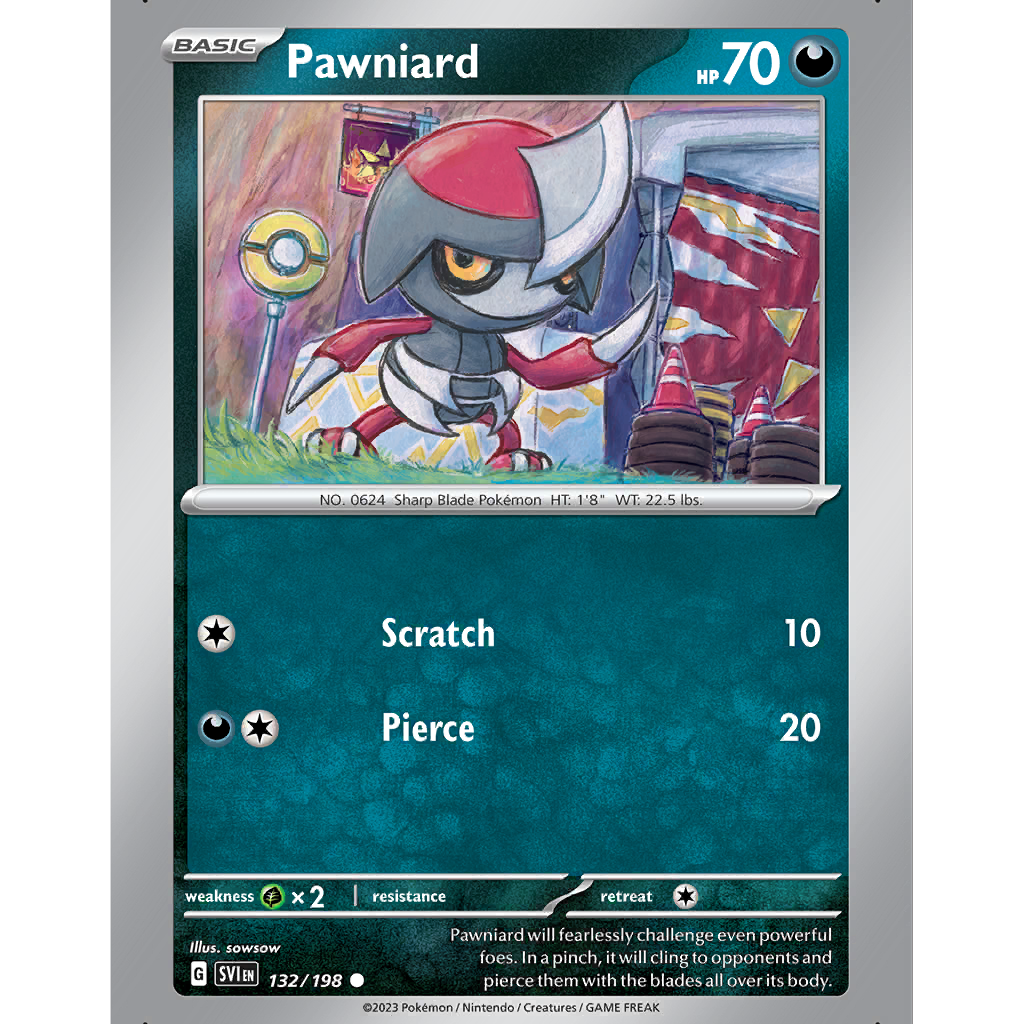 BASIC
Pawniard
HP 70
NO. 0624 Sharp Blade Pokémon HT: 1'8" WT: 22.5 lbs.
Scratch 10
Pierce 20
weakness ×2 resistance retreat
Illus. sowsow
Pawniard will fearlessly challenge even powerful
foes. In a pinch, it will cling to opponents and
pierce them with the blades all over its body.
G SVI EN 132/198
©2023 Pokémon / Nintendo / Creatures / GAME FREAK